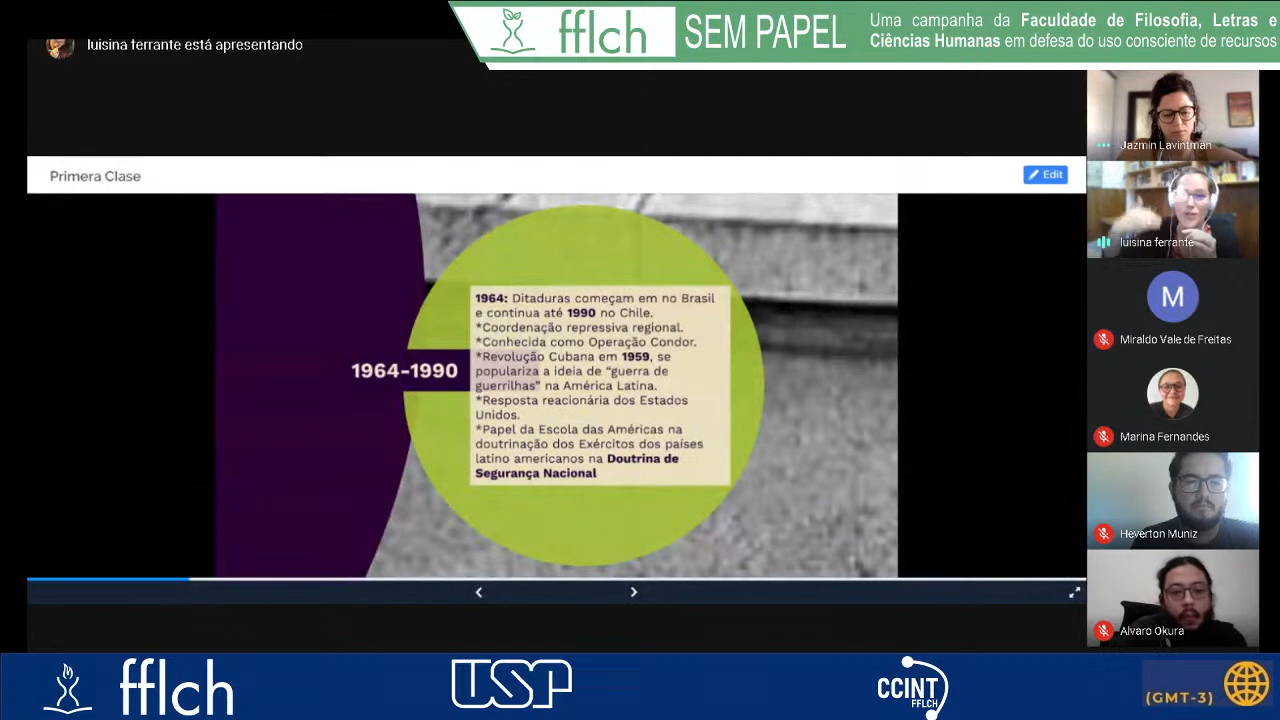 luisina ferrante está apresentando
fflch
SEM PAPEL
Uma campanha da Faculdade de Filosofia, Letras e
Ciências Humanas em defesa do uso consciente de recursos
Primera Clase
Edit
1964-1990
1964: Ditaduras começam em no Brasil
e continua até 1990 no Chile.
*Coordenação repressiva regional.
*Conhecida como Operação Condor.
*Revolução Cubana em 1959, se
populariza a ideia de “guerra de
guerrilhas” na América Latina.
*Resposta reacionária dos Estados
Unidos.
*Papel da Escola das Américas na
doutrinação dos Exércitos dos países
latino americanos na Doutrina de
Segurança Nacional
Jazmin Lavintman
luisina ferrante
M
Miraldo Vale de Freitas
Marina Fernandes
Heverton Muniz
Alvaro Okura
fflch
USP
CCINT
FFLCH
(GMT-3)